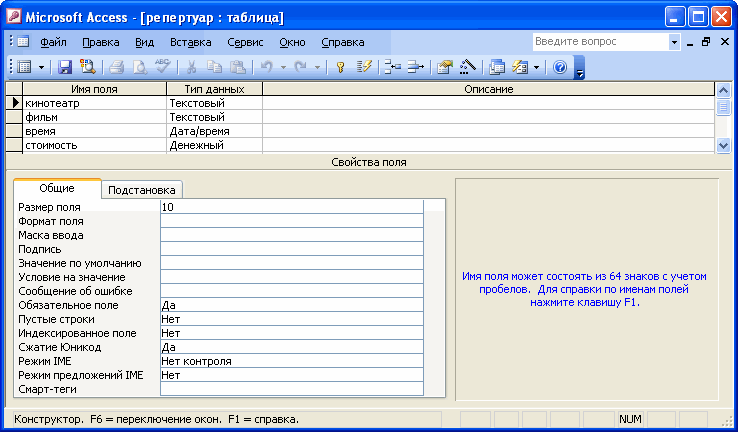 Microsoft Access - [репертуар : таблица]
Файл Правка Вид Вставка Сервис Окно Справка Введите вопрос
Имя поля Тип данных Описание
кинотеатр Текстовый
фильм Текстовый
время Дата/время
стоимость Денежный
Свойства поля
Общие Подстановка
Размер поля 10
Формат поля
Маска ввода
Подпись
Значение по умолчанию
Условие на значение
Сообщение об ошибке
Обязательное поле Да
Пустые строки Нет
Индексированное поле Нет
Сжатие Юникод Да
Режим IME Нет контроля
Режим предложений IME Нет
Смарт-теги
Имя поля может состоять из 64 знаков с учетом
пробелов. Для справки по именам полей
нажмите клавишу F1.
Конструктор. F6 = переключение окон. F1 = справка. NUM